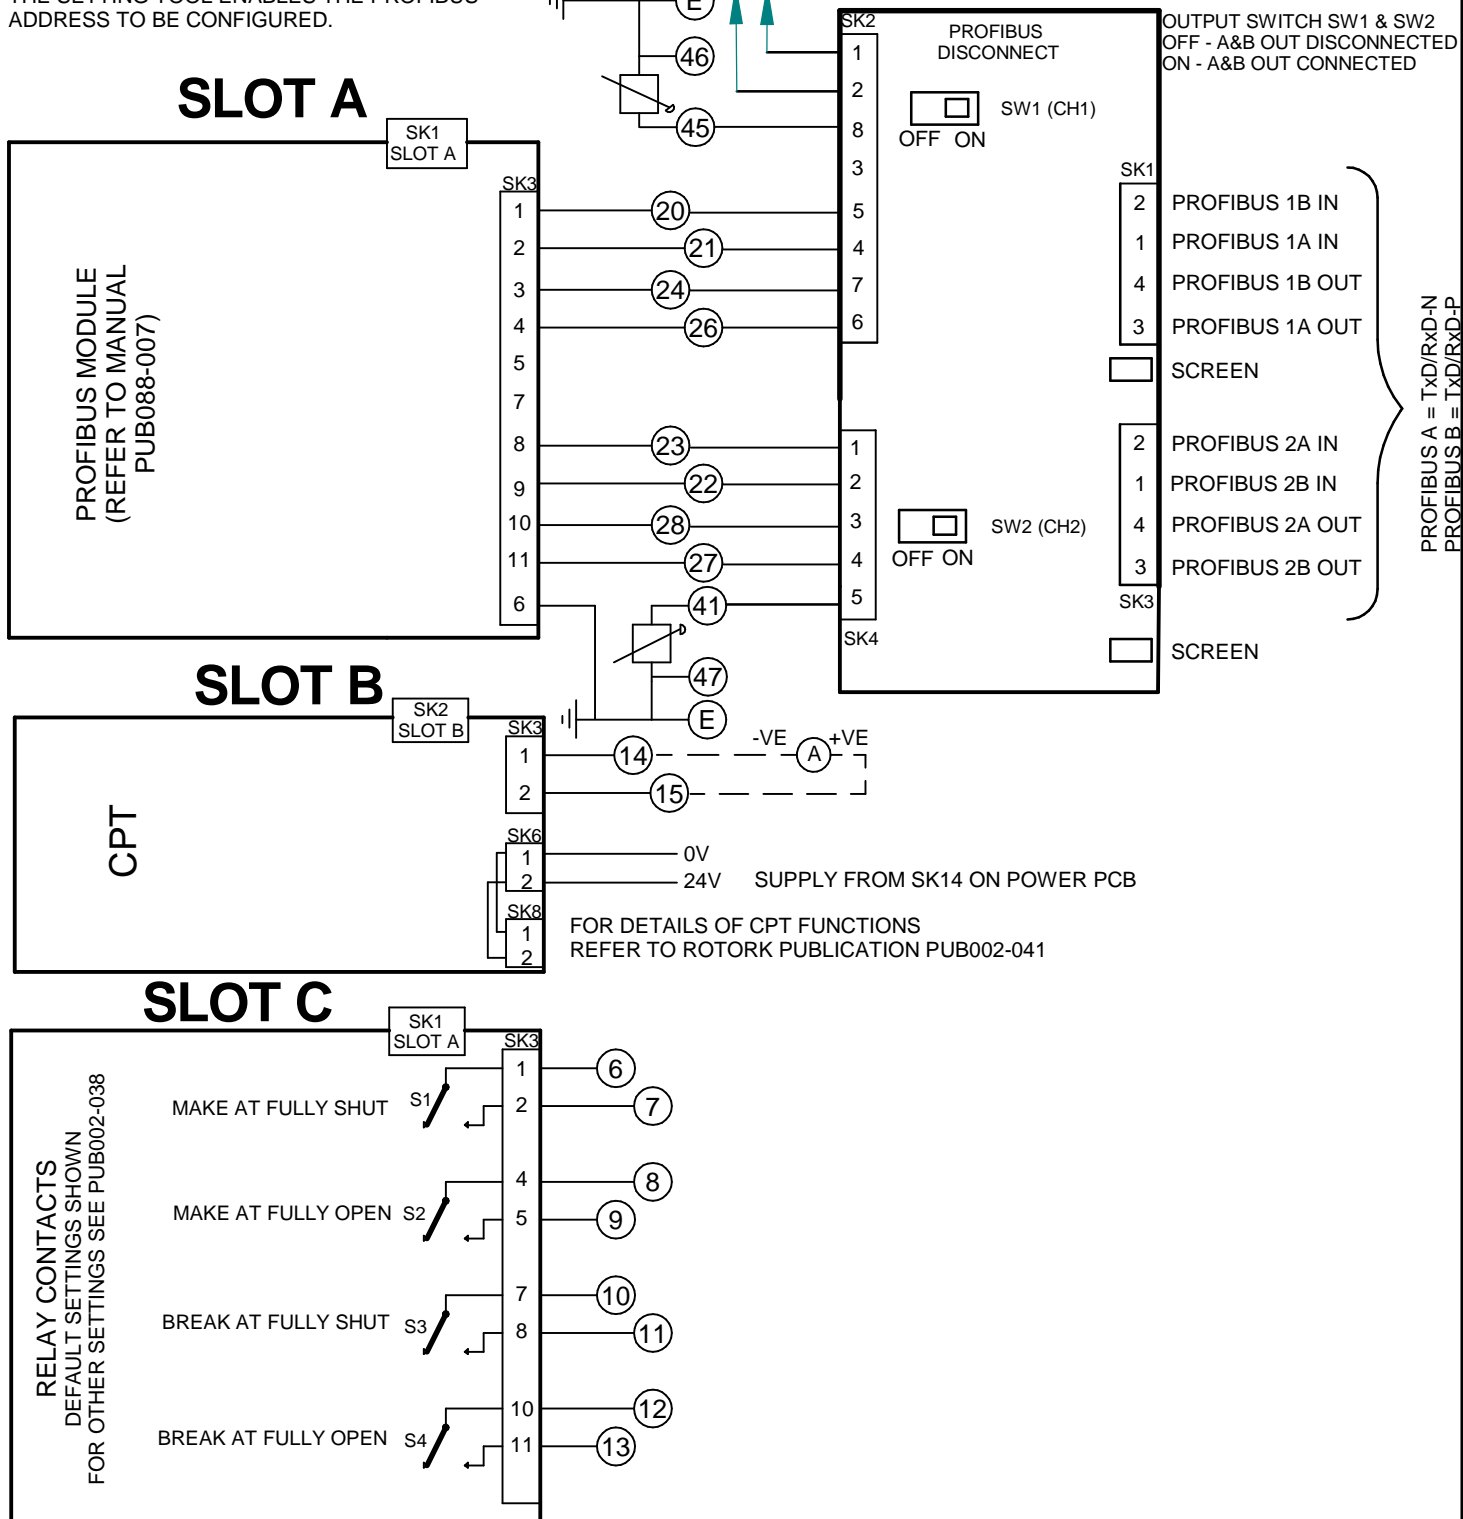 THE SETTING TOOL ENABLES THE PROFIBUS
ADDRESS TO BE CONFIGURED.
E
46
45
SK2
1
2
8
3
5
4
7
6
PROFIBUS
DISCONNECT
SW1 (CH1)
OFF ON
OUTPUT SWITCH SW1 & SW2
OFF - A&B OUT DISCONNECTED
ON - A&B OUT CONNECTED
SK1
2 PROFIBUS 1B IN
1 PROFIBUS 1A IN
4 PROFIBUS 1B OUT
3 PROFIBUS 1A OUT
SCREEN
2 PROFIBUS 2A IN
1 PROFIBUS 2B IN
4 PROFIBUS 2A OUT
3 PROFIBUS 2B OUT
SK3
SCREEN
PROFIBUS A = TxD/RxD-N
PROFIBUS B = TxD/RxD-P
SLOT A
SK1
SLOT A
PROFIBUS MODULE
(REFER TO MANUAL
PUB088-007)
SK3
1 20
2 21
3 24
4 26
5
7
8 23
9 22
10 28
11 27
6
41
47
E
1
2
3
4
5
SK4
SW2 (CH2)
OFF ON
SLOT B
SK2
SLOT B
CPT
SK3
1 14 -VE A +VE
2 15
SK6
1 0V
2 24V SUPPLY FROM SK14 ON POWER PCB
SK8
1
2
FOR DETAILS OF CPT FUNCTIONS
REFER TO ROTORK PUBLICATION PUB002-041
SLOT C
SK1
SLOT A
RELAY CONTACTS
DEFAULT SETTINGS SHOWN
FOR OTHER SETTINGS SEE PUB002-038
SK3
MAKE AT FULLY SHUT S1
1 6
2 7
MAKE AT FULLY OPEN S2
4 8
5 9
BREAK AT FULLY SHUT S3
7 10
8 11
BREAK AT FULLY OPEN S4
10 12
11 13